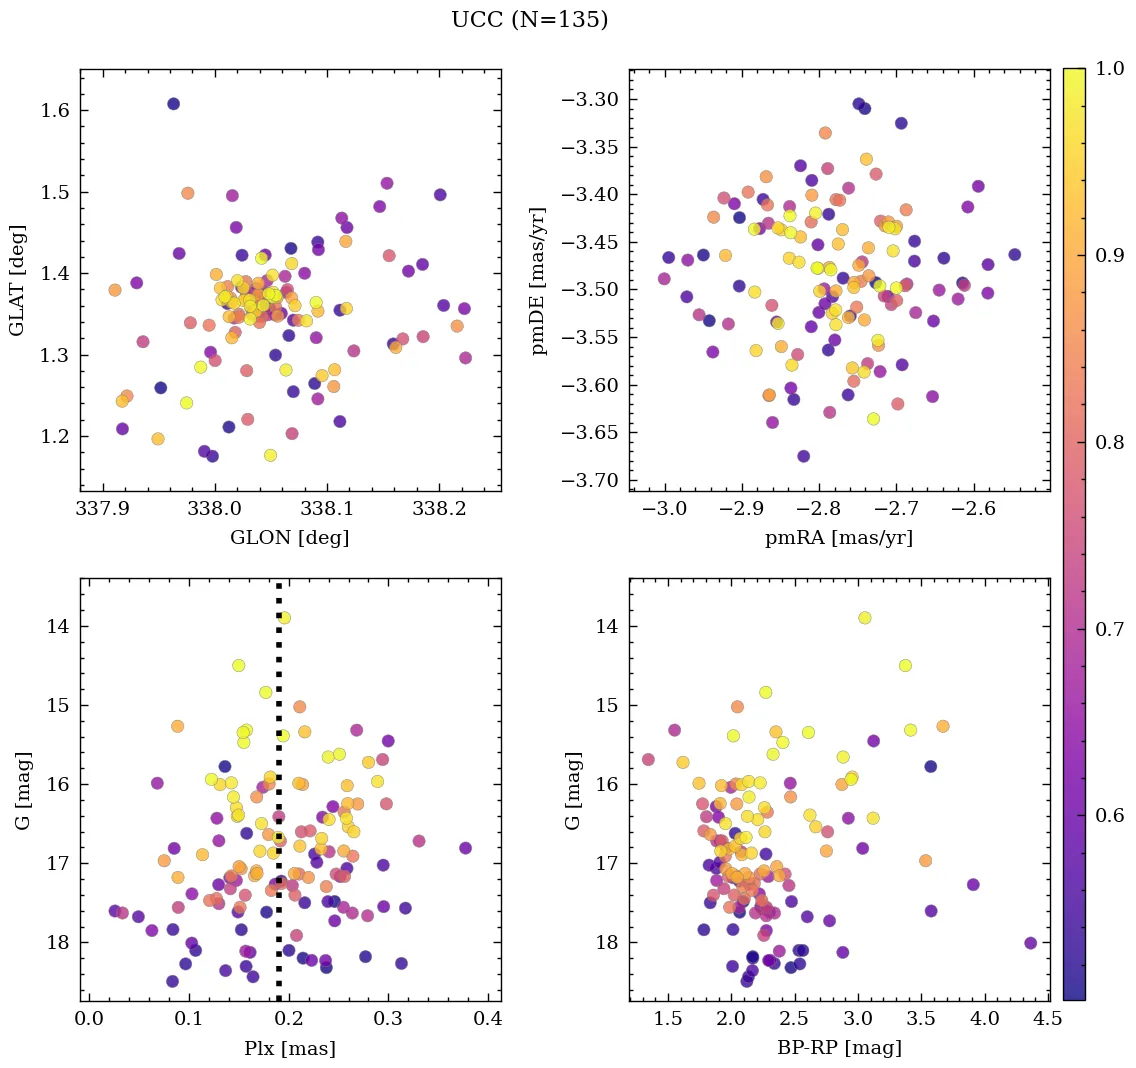 UCC (N=135)
1.6
1.5
1.4
1.3
1.2
GLAT [deg]
337.9 338.0 338.1 338.2
GLON [deg]
−3.30
−3.35
−3.40
−3.45
−3.50
−3.55
−3.60
−3.65
−3.70
pmDE [mas/yr]
−3.0 −2.9 −2.8 −2.7 −2.6
pmRA [mas/yr]
1.0
0.9
0.8
0.7
0.6
14
15
16
17
18
G [mag]
0.0 0.1 0.2 0.3 0.4
Plx [mas]
14
15
16
17
18
G [mag]
1.5 2.0 2.5 3.0 3.5 4.0 4.5
BP-RP [mag]